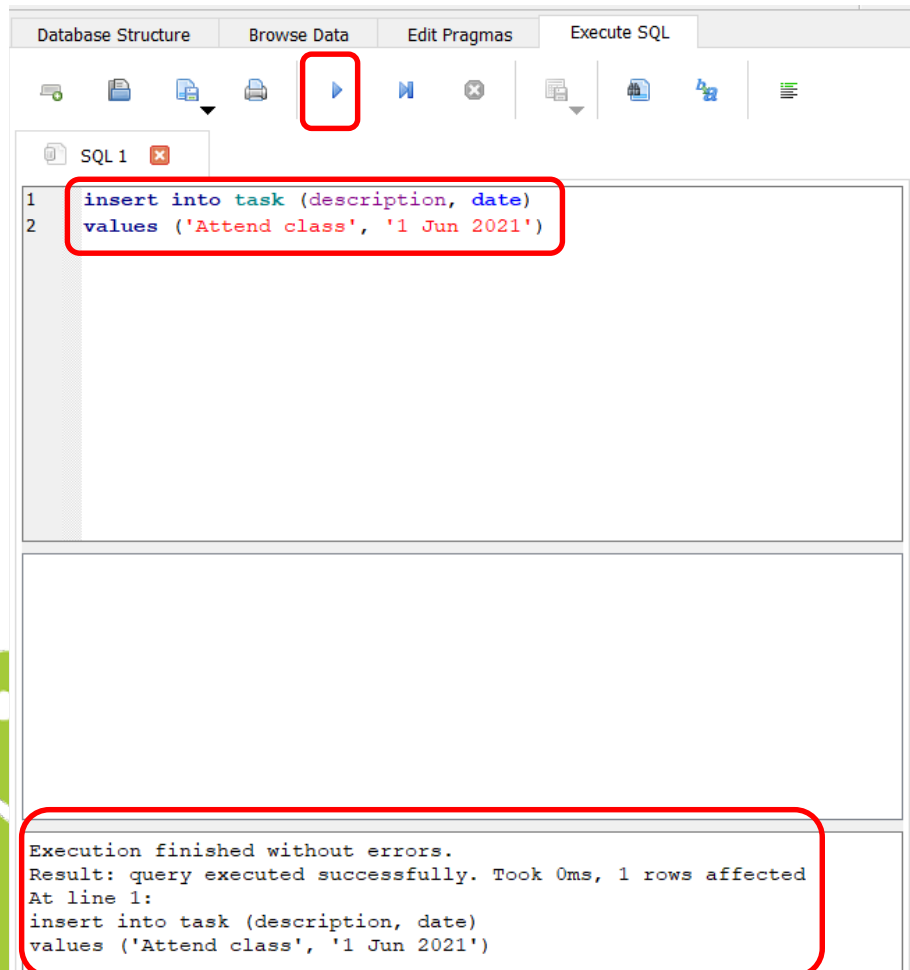 Database Structure Browse Data Edit Pragmas Execute SQL
SQL 1
1 insert into task (description, date)
2 values ('Attend class', '1 Jun 2021')
Execution finished without errors.
Result: query executed successfully. Took 0ms, 1 rows affected
At line 1:
insert into task (description, date)
values ('Attend class', '1 Jun 2021')